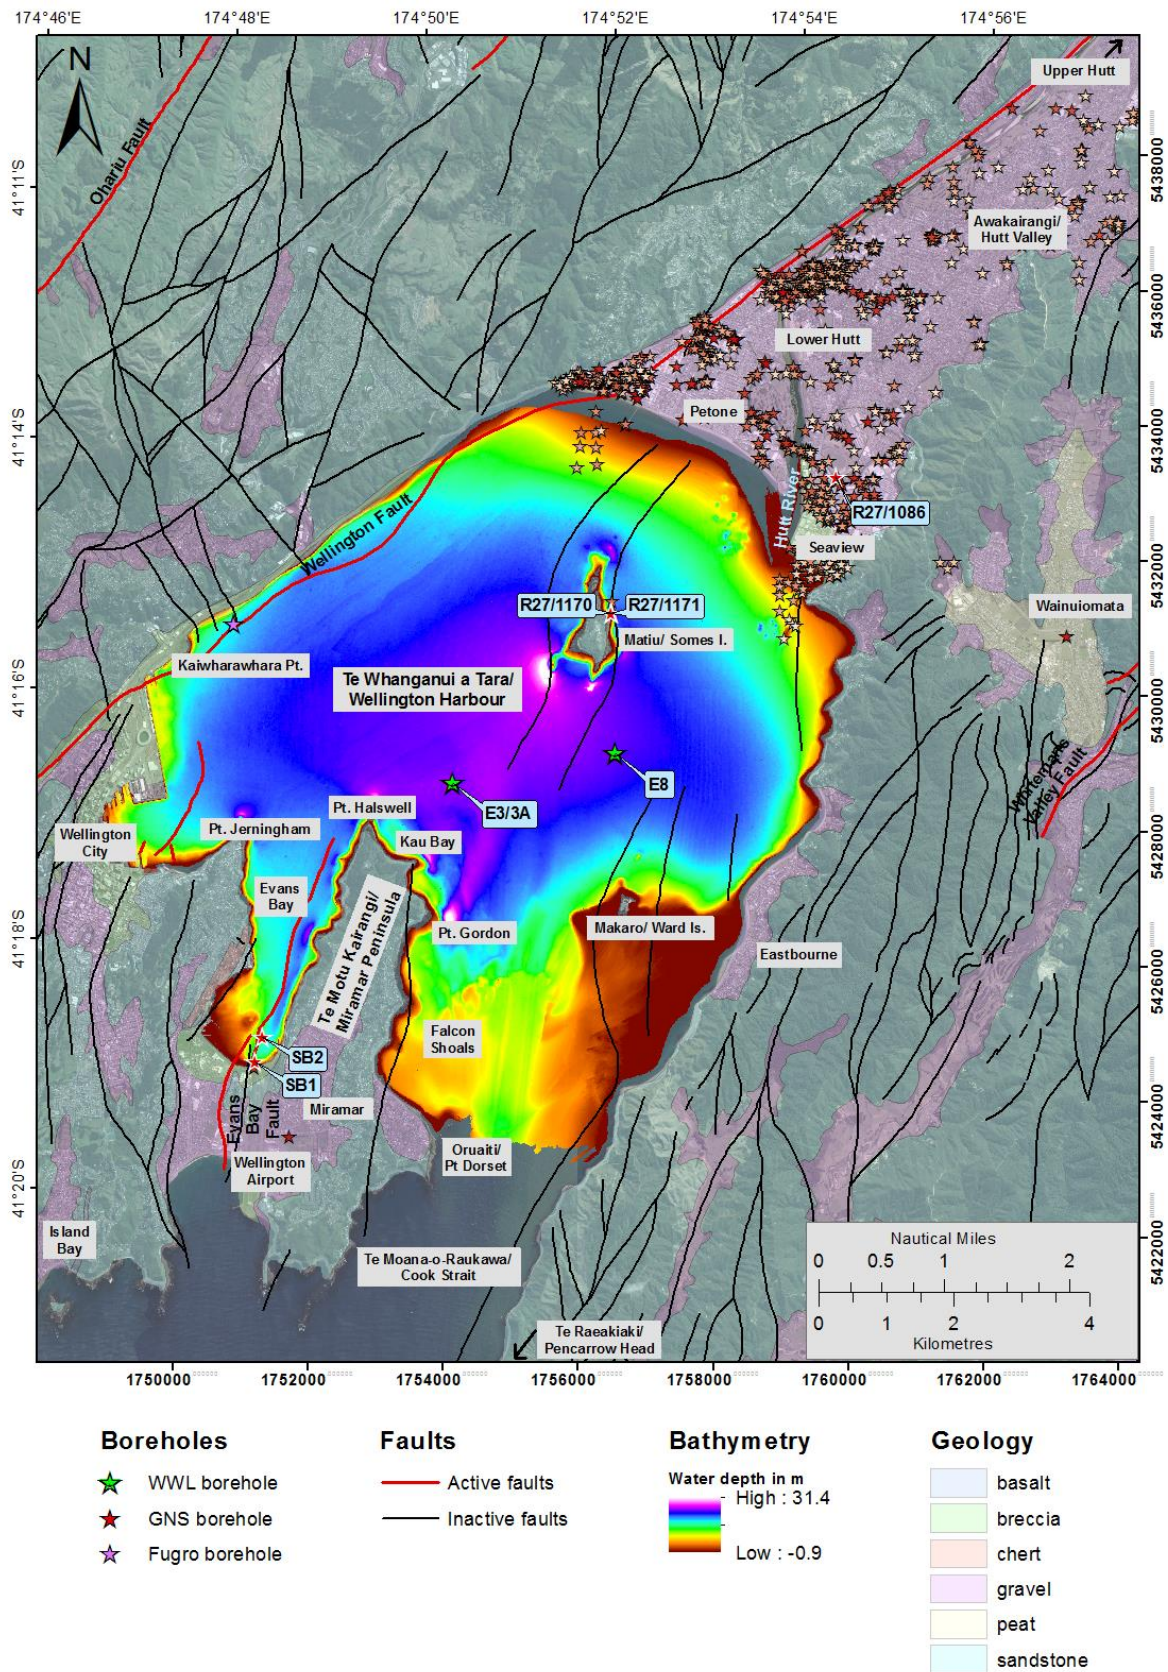 174°46'E
174°48'E
174°50'E
174°52'E
174°54'E
174°56'E
N
Upper Hutt
Ohariu Fault
41°11'S
5438000
Awakairangi/
Hutt Valley
5436000
Lower Hutt
Petone
41°14'S
5434000
Hutt River
R27/1086
Wellington Fault
Seaview
5432000
R27/1170
R27/1171
Wainuiomata
Matiu/ Somes I.
Kaiwharawhara Pt.
41°16'S
Te Whanganui a Tara/
Wellington Harbour
5430000
E8
Whitemans
Valley Fault
E3/3A
Pt. Halswell
Pt. Jerningham
Wellington
City
Kau Bay
5428000
Evans
Bay
Te Motu Kairangi/
Miramar Peninsula
Pt. Gordon
Makaro/ Ward Is.
41°18'S
Eastbourne
5426000
Falcon
Shoals
SB2
SB1
Miramar
5424000
Evans
Bay
Fault
Oruaiti/
Pt Dorset
Wellington
Airport
41°20'S
Island
Bay
Te Moana-o-Raukawa/
Cook Strait
5422000
Nautical Miles
0 0.5 1 2
0 1 2 4
Kilometres
Te Raeakiaki/
Pencarrow Head
1750000
1752000
1754000
1756000
1758000
1760000
1762000
1764000
Boreholes
WWL borehole
GNS borehole
Fugro borehole
Faults
Active faults
Inactive faults
Bathymetry
Water depth in m
High : 31.4
Low : -0.9
Geology
basalt
breccia
chert
gravel
peat
sandstone